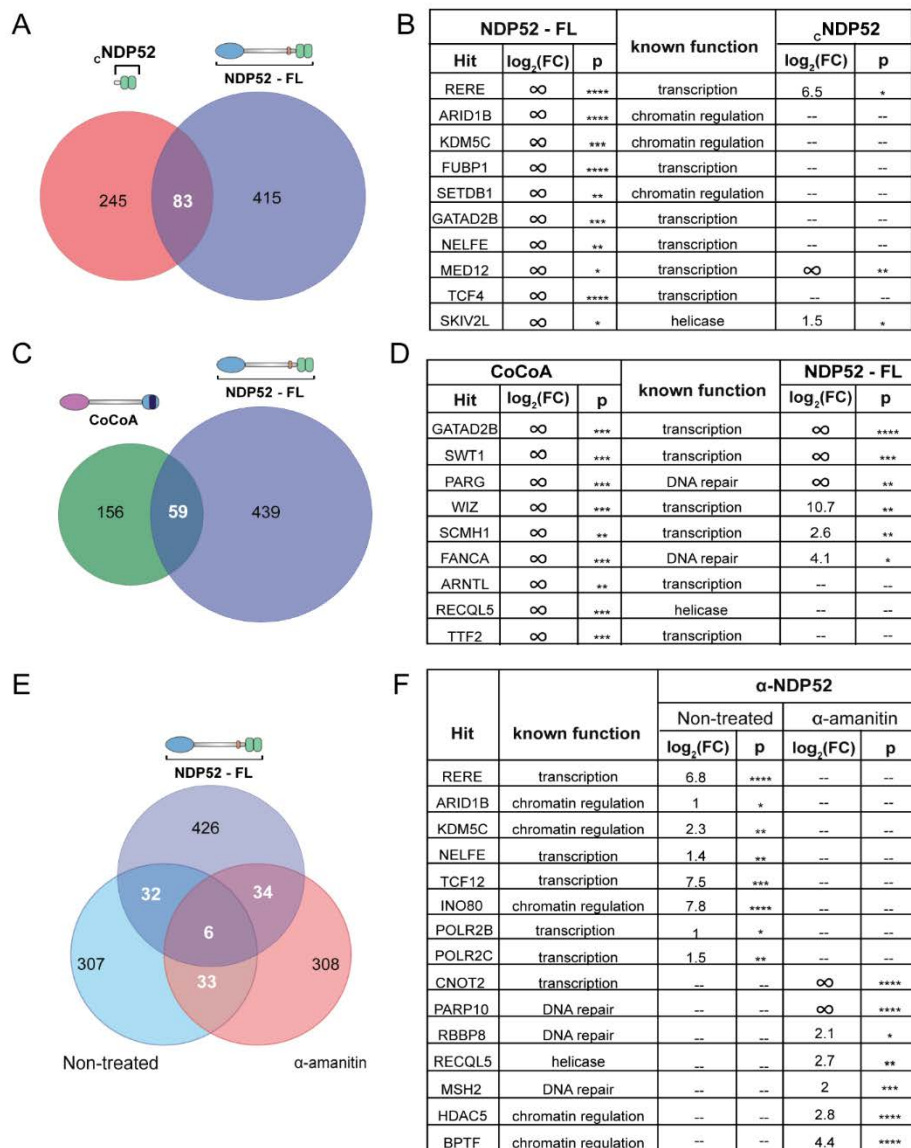 A
cNDP52
NDP52 - FL
245
83
415
B
NDP52 - FL known function cNDP52
Hit log2(FC) p log2(FC) p
RERE ∞ **** transcription 6.5 *
ARID1B ∞ **** chromatin regulation -- --
KDM5C ∞ *** chromatin regulation -- --
FUBP1 ∞ **** transcription -- --
SETDB1 ∞ ** chromatin regulation -- --
GATAD2B ∞ *** transcription -- --
NELFE ∞ ** transcription -- --
MED12 ∞ * transcription ∞ **
TCF4 ∞ **** transcription -- --
SKIV2L ∞ * helicase 1.5 *
C
NDP52 - FL
CoCoA
156
59
439
D
CoCoA known function NDP52 - FL
Hit log2(FC) p log2(FC) p
GATAD2B ∞ *** transcription ∞ ****
SWT1 ∞ *** transcription ∞ ***
PARG ∞ *** DNA repair ∞ **
WIZ ∞ *** transcription 10.7 **
SCMH1 ∞ ** transcription 2.6 **
FANCA ∞ *** DNA repair 4.1 *
ARNTL ∞ ** transcription -- --
RECQL5 ∞ *** helicase -- --
TTF2 ∞ *** transcription -- --
E
NDP52 - FL
426
32
34
6
307
33
308
Non-treated
α-amanitin
F
Hit known function α-NDP52
Non-treated α-amanitin
log2(FC) p log2(FC) p
RERE transcription 6.8 **** -- --
ARID1B chromatin regulation 1 * -- --
KDM5C chromatin regulation 2.3 ** -- --
NELFE transcription 1.4 ** -- --
TCF12 transcription 7.5 *** -- --
INO80 chromatin regulation 7.8 **** -- --
POLR2B transcription 1 * -- --
POLR2C transcription 1.5 ** -- --
CNOT2 transcription -- -- ∞ ****
PARP10 DNA repair -- -- ∞ ****
RBBP8 DNA repair -- -- 2.1 *
RECQL5 helicase -- -- 2.7 **
MSH2 DNA repair -- -- 2 ***
HDAC5 chromatin regulation -- -- 2.8 ****
BPTF chromatin regulation -- -- 4.4 ****